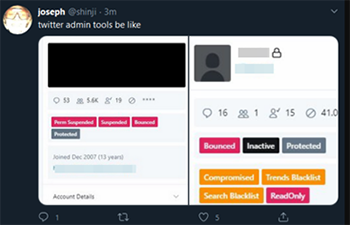 joseph @shinji · 3m
twitter admin tools be like
53 5.6K 19 0 ••••
Perm Suspended Suspended Bounced
Protected
Joined Dec 2007 (13 years)
Account Details
16 1 15 41.0
Bounced Inactive Protected
Compromised Trends Blacklist
Search Blacklist ReadOnly
1 5